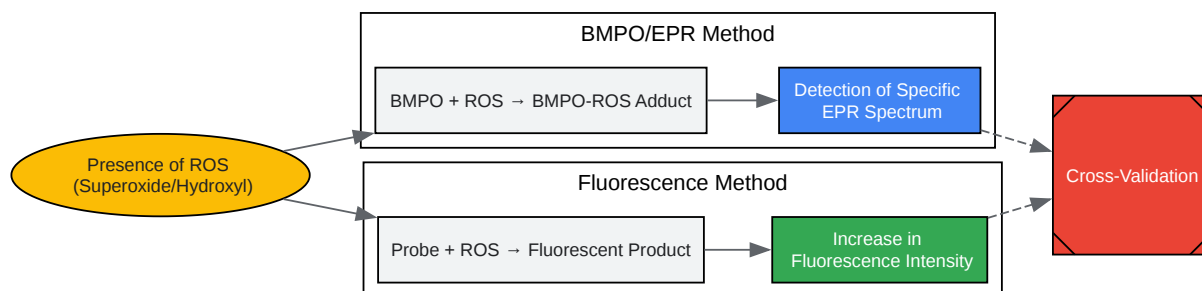 BMPO/EPR Method
BMPO + ROS → BMPO-ROS Adduct
Detection of Specific
EPR Spectrum
Presence of ROS
(Superoxide/Hydroxyl)
Cross-Validation
Fluorescence Method
Probe + ROS → Fluorescent Product
Increase in
Fluorescence Intensity